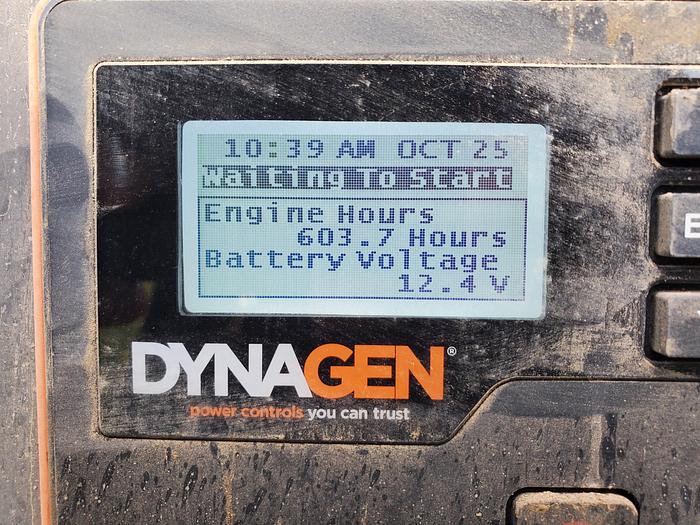 10:39 AM OCT 25
Waiting To Start
Engine Hours
603.7 Hours
Battery Voltage
12.4 V
E
DYNAGEN®
power controls you can trust